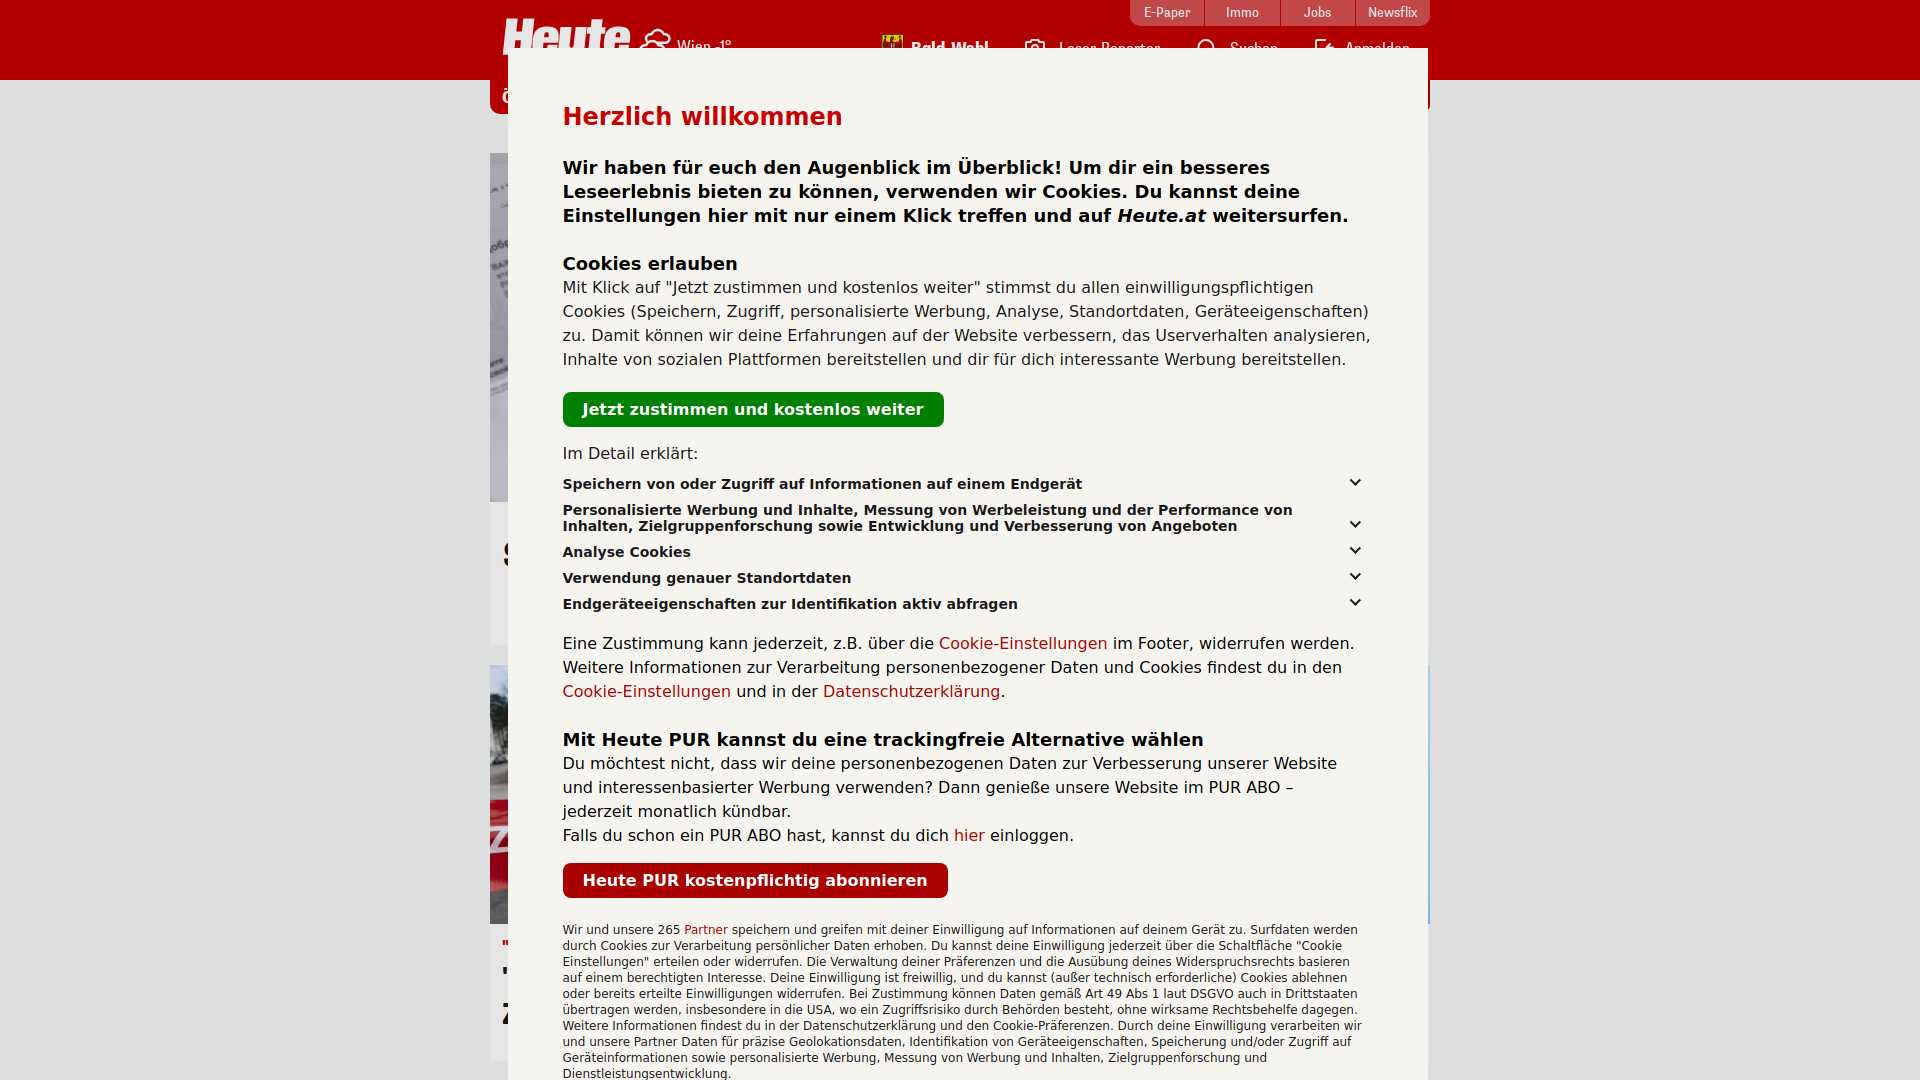 E-Paper
Immo
Jobs
Newsflix
Heute
Wien -1°
Bgld-Wahl
Leser-Reporter
Suchen
Anmelden
Herzlich willkommen
Wir haben für euch den Augenblick im Überblick! Um dir ein besseres
Leseerlebnis bieten zu können, verwenden wir Cookies. Du kannst deine
Einstellungen hier mit nur einem Klick treffen und auf Heute.at weitersurfen.
Cookies erlauben
Mit Klick auf "Jetzt zustimmen und kostenlos weiter" stimmst du allen einwilligungspflichtigen
Cookies (Speichern, Zugriff, personalisierte Werbung, Analyse, Standortdaten, Geräteeigenschaften)
zu. Damit können wir deine Erfahrungen auf der Website verbessern, das Userverhalten analysieren,
Inhalte von sozialen Plattformen bereitstellen und dir für dich interessante Werbung bereitstellen.
Jetzt zustimmen und kostenlos weiter
Im Detail erklärt:
Speichern von oder Zugriff auf Informationen auf einem Endgerät
Personalisierte Werbung und Inhalte, Messung von Werbeleistung und der Performance von
Inhalten, Zielgruppenforschung sowie Entwicklung und Verbesserung von Angeboten
Analyse Cookies
Verwendung genauer Standortdaten
Endgeräteeigenschaften zur Identifikation aktiv abfragen
Eine Zustimmung kann jederzeit, z.B. über die Cookie-Einstellungen im Footer, widerrufen werden.
Weitere Informationen zur Verarbeitung personenbezogener Daten und Cookies findest du in den
Cookie-Einstellungen und in der Datenschutzerklärung.
Mit Heute PUR kannst du eine trackingfreie Alternative wählen
Du möchtest nicht, dass wir deine personenbezogenen Daten zur Verbesserung unserer Website
und interessenbasierter Werbung verwenden? Dann genieße unsere Website im PUR ABO –
jederzeit monatlich kündbar.
Falls du schon ein PUR ABO hast, kannst du dich hier einloggen.
Heute PUR kostenpflichtig abonnieren
Wir und unsere 265 Partner speichern und greifen mit deiner Einwilligung auf Informationen auf deinem Gerät zu. Surfdaten werden
durch Cookies zur Verarbeitung persönlicher Daten erhoben. Du kannst deine Einwilligung jederzeit über die Schaltfläche "Cookie
Einstellungen" erteilen oder widerrufen. Die Verwaltung deiner Präferenzen und die Ausübung deines Widerspruchsrechts basieren
auf einem berechtigten Interesse. Deine Einwilligung ist freiwillig, und du kannst (außer technisch erforderliche) Cookies ablehnen
oder bereits erteilte Einwilligungen widerrufen. Bei Zustimmung können Daten gemäß Art 49 Abs 1 laut DSGVO auch in Drittstaaten
übertragen werden, insbesondere in die USA, wo ein Zugriffsrisiko durch Behörden besteht, ohne wirksame Rechtsbehelfe dagegen.
Weitere Informationen findest du in der Datenschutzerklärung und den Cookie-Präferenzen. Durch deine Einwilligung verarbeiten wir
und unsere Partner Daten für präzise Geolokationsdaten, Identifikation von Geräteeigenschaften, Speicherung und/oder Zugriff auf
Geräteinformationen sowie personalisierte Werbung, Messung von Werbung und Inhalten, Zielgruppenforschung und
Dienstleistungsentwicklung.